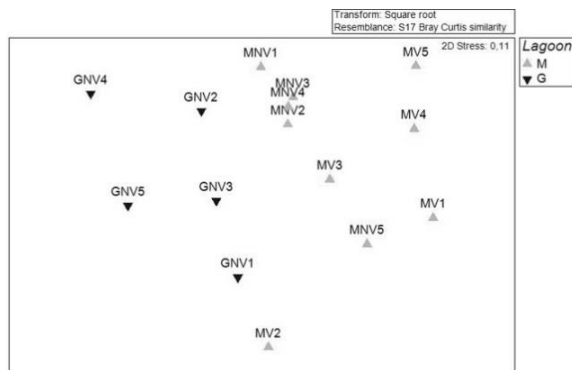 Transform: Square root
Resemblance: S17 Bray Curtis similarity
2D Stress: 0,11
Lagoon
M
G
MNV1
MV5
GNV4
MNV3
MNV4
GNV2
MNV2
MV4
MV3
GNV5
GNV3
MV1
MNV5
GNV1
MV2